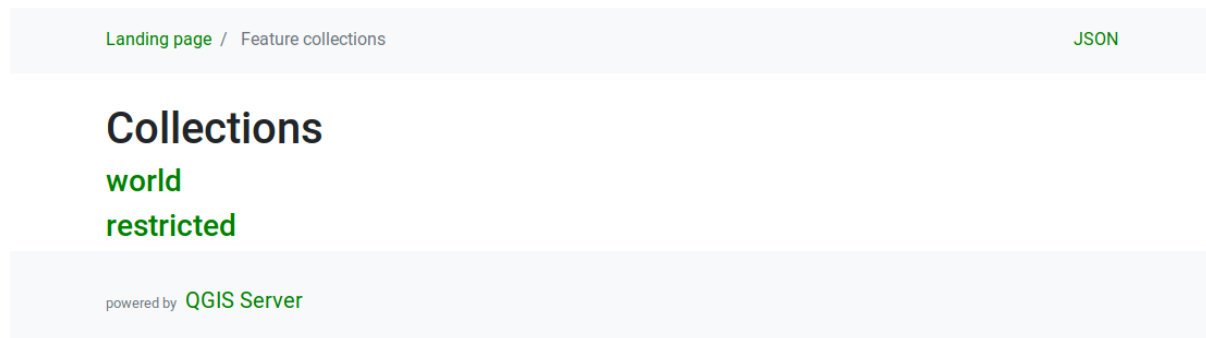 Landing page / Feature collections JSON
Collections
world
restricted
powered by QGIS Server